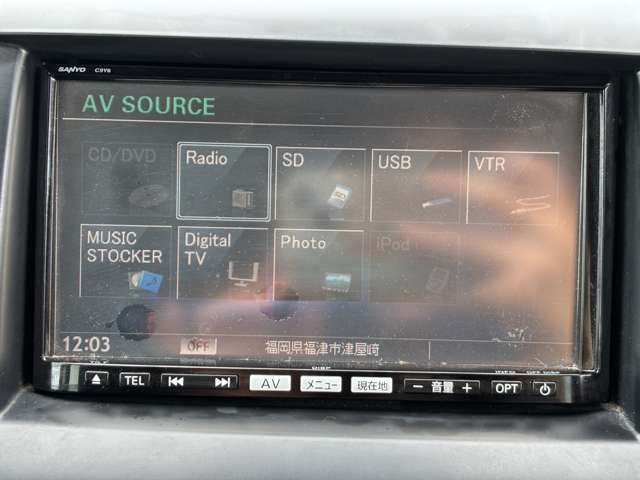 SANYO C9V6
AV SOURCE
CD/DVD Radio SD USB VTR
MUSIC STOCKER Digital TV Photo iPod
12:03 OFF 福岡県福津市津屋崎
TEL AV メニュー 現在地 − 音量 + OPT